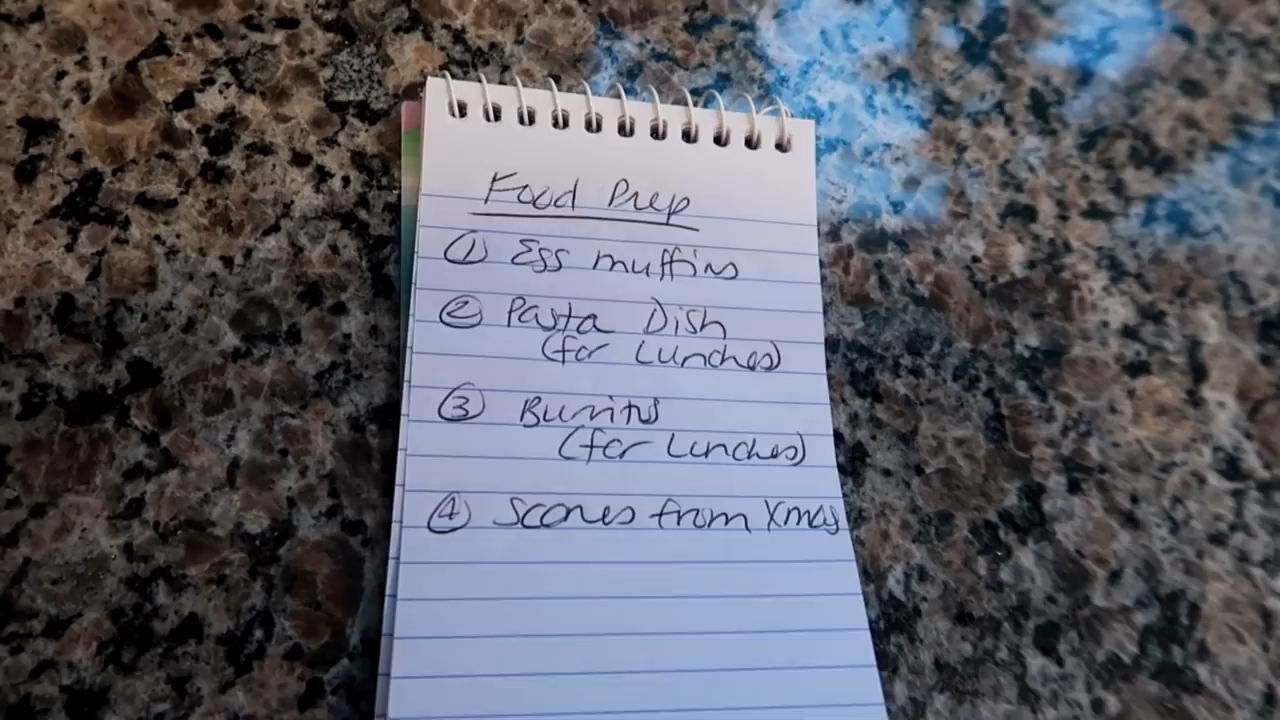 Food Prep
① Egg muffins
② Pasta Dish
(for Lunches)
③ Burritos
(for Lunches)
④ Scones from Xmas